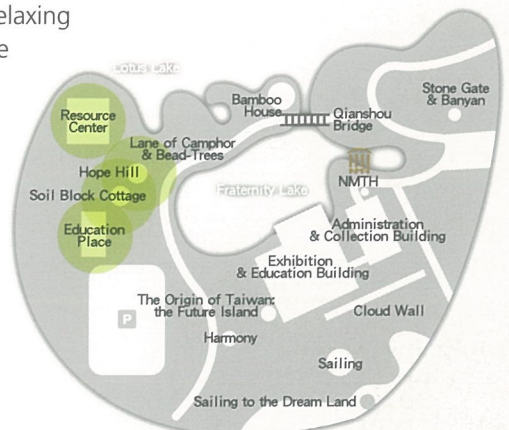 elaxing
e
Lotus Lake
Resource
Center
Bamboo
House
Qianshou
Bridge
Stone Gate
& Banyan
Lane of Camphor
& Bead-Trees
Hope Hill
Soil Block Cottage
Fraternity Lake
NMTH
Education
Place
Administration
& Collection Building
Exhibition
& Education Building
The Origin of Taiwan:
the Future Island
P
Cloud Wall
Harmony
Sailing
Sailing to the Dream Land